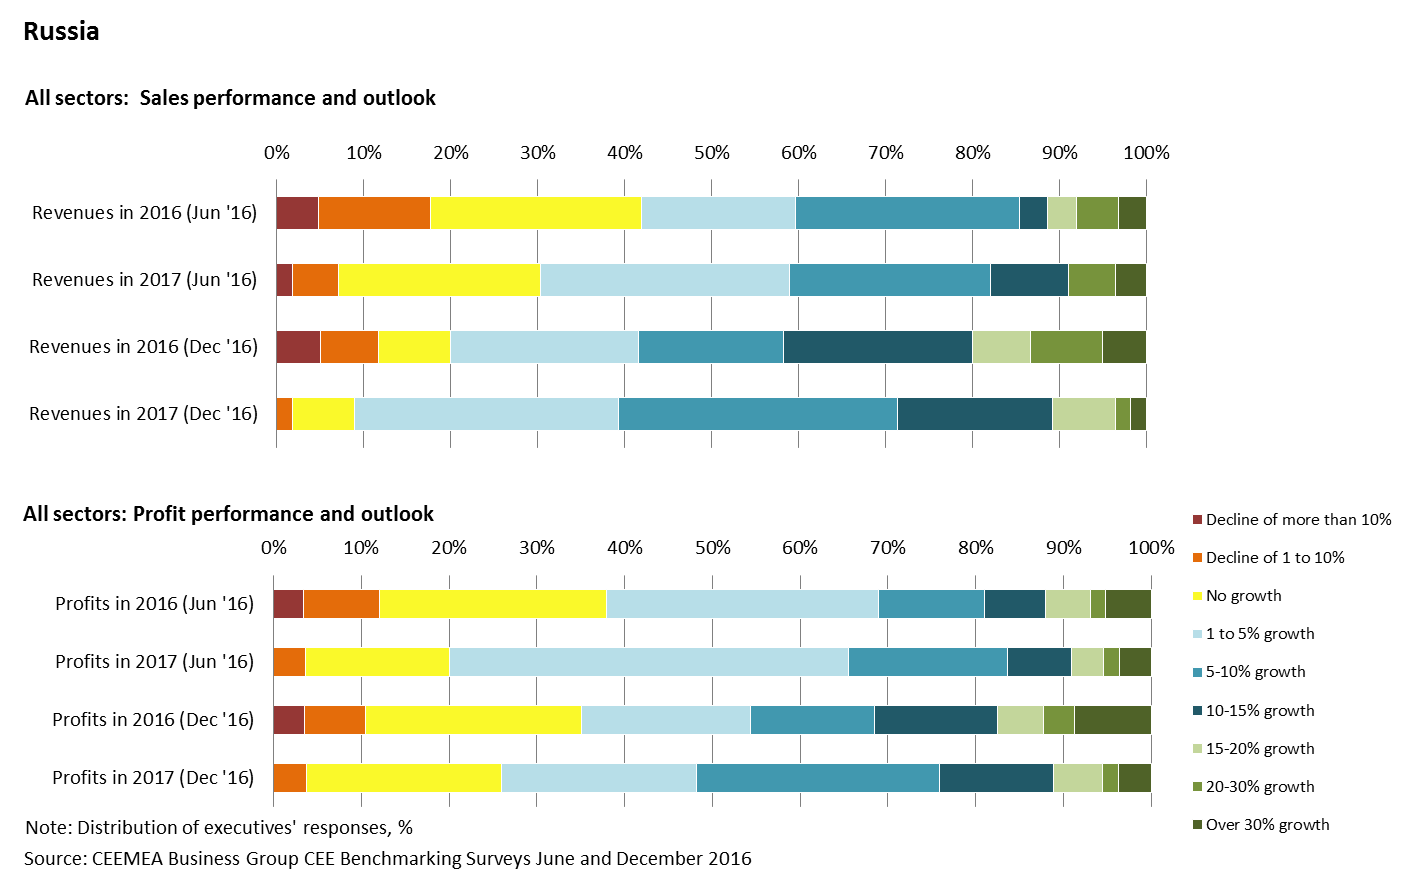 Russia
All sectors:  Sales performance and outlook
0% 10% 20% 30% 40% 50% 60% 70% 80% 90% 100%
Revenues in 2016 (Jun '16)
Revenues in 2017 (Jun '16)
Revenues in 2016 (Dec '16)
Revenues in 2017 (Dec '16)
All sectors: Profit performance and outlook
0% 10% 20% 30% 40% 50% 60% 70% 80% 90% 100%
Profits in 2016 (Jun '16)
Profits in 2017 (Jun '16)
Profits in 2016 (Dec '16)
Profits in 2017 (Dec '16)
Decline of more than 10%
Decline of 1 to 10%
No growth
1 to 5% growth
5-10% growth
10-15% growth
15-20% growth
20-30% growth
Over 30% growth
Note: Distribution of executives' responses, %
Source: CEEMEA Business Group CEE Benchmarking Surveys June and December 2016